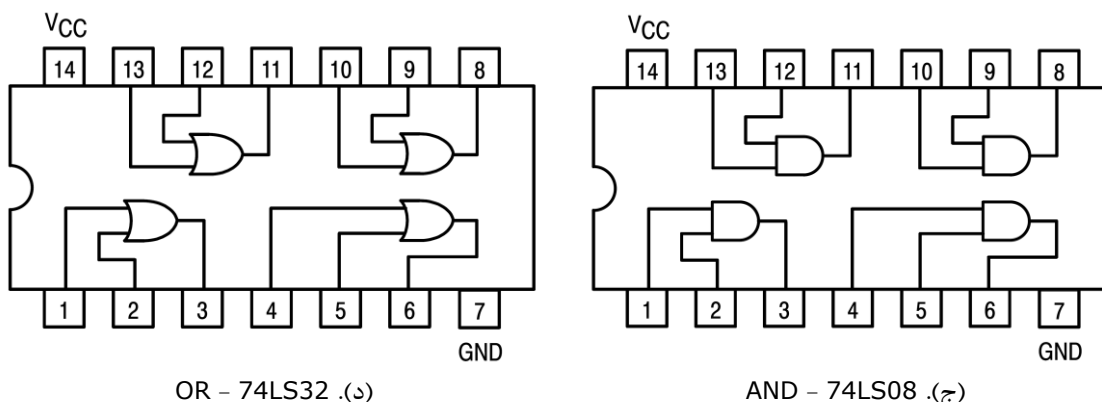 VCC VCC
14 13 12 11 10 9 8 14 13 12 11 10 9 8
1 2 3 4 5 6 7 1 2 3 4 5 6 7
GND GND
(د). OR – 74LS32 (ج). AND – 74LS08